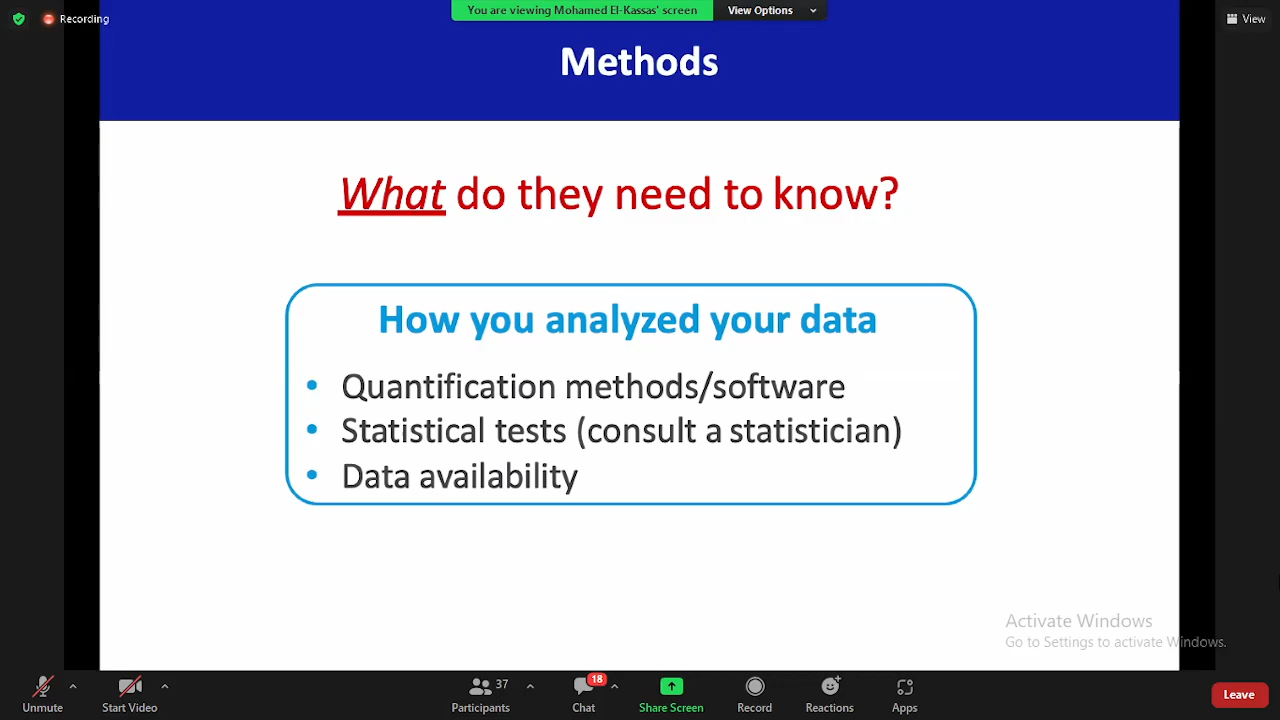 Recording
You are viewing Mohamed El-Kassas' screen
View Options
View
Methods
What do they need to know?
How you analyzed your data
• Quantification methods/software
• Statistical tests (consult a statistician)
• Data availability
Activate Windows
Go to Settings to activate Windows.
Unmute
Start Video
37
Participants
18
Chat
Share Screen
Record
Reactions
Apps
Leave